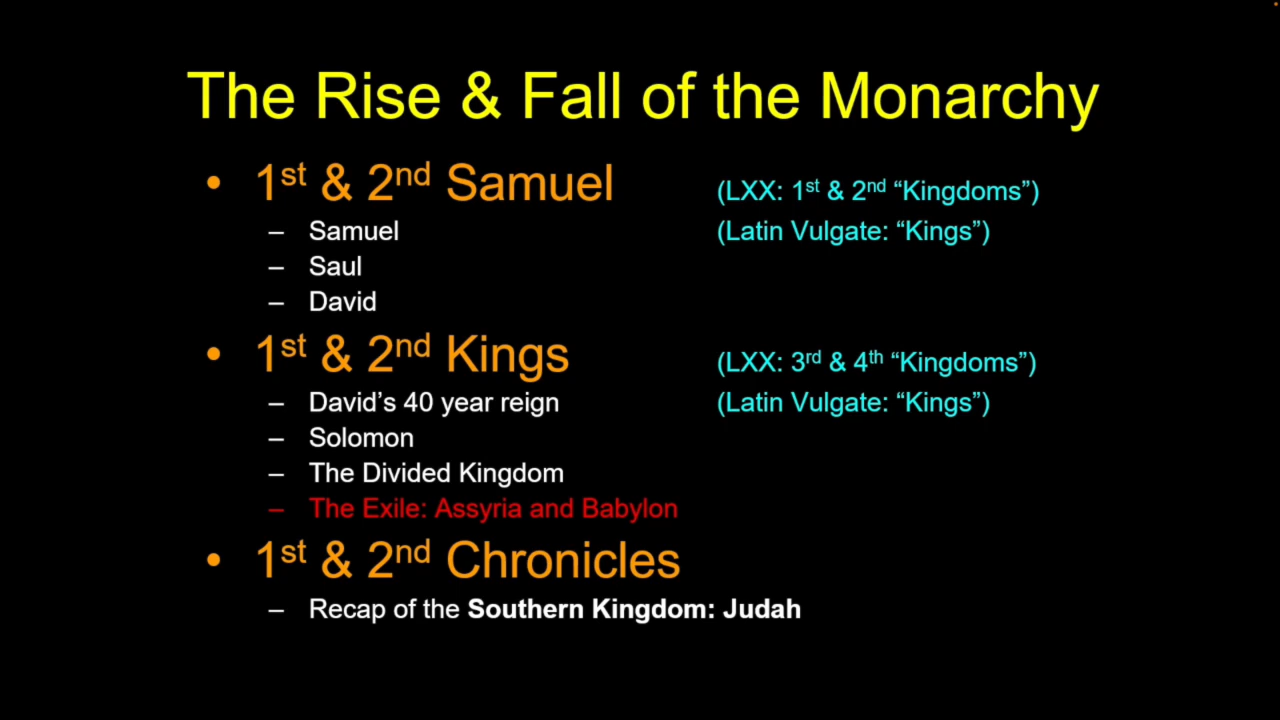 The Rise & Fall of the Monarchy
• 1st & 2nd Samuel (LXX: 1st & 2nd “Kingdoms”)
– Samuel (Latin Vulgate: “Kings”)
– Saul
– David
• 1st & 2nd Kings (LXX: 3rd & 4th “Kingdoms”)
– David’s 40 year reign (Latin Vulgate: “Kings”)
– Solomon
– The Divided Kingdom
– The Exile: Assyria and Babylon
• 1st & 2nd Chronicles
– Recap of the Southern Kingdom: Judah